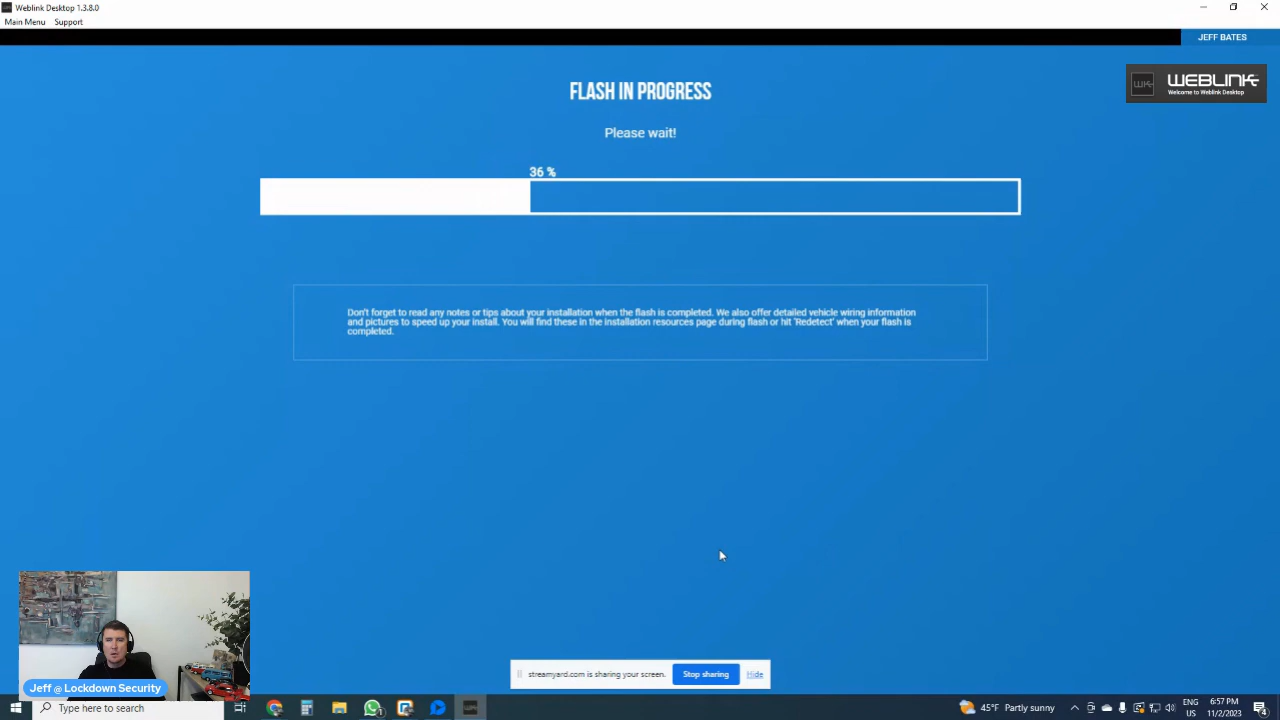 Weblink Desktop 1.3.8.0
Main Menu Support
JEFF BATES
WEBLINK
Welcome to Weblink Desktop
FLASH IN PROGRESS
Please wait!
36 %
Don't forget to read any notes or tips about your installation when the flash is completed. We also offer detailed vehicle wiring information
and pictures to speed up your install. You will find these in the installation resources page during flash or hit 'Redetect' when your flash is
completed.
streamyard.com is sharing your screen. Stop sharing Hide
Jeff @ Lockdown Security
Type here to search
45°F Partly sunny
ENG
US
6:57 PM
11/2/2023
4